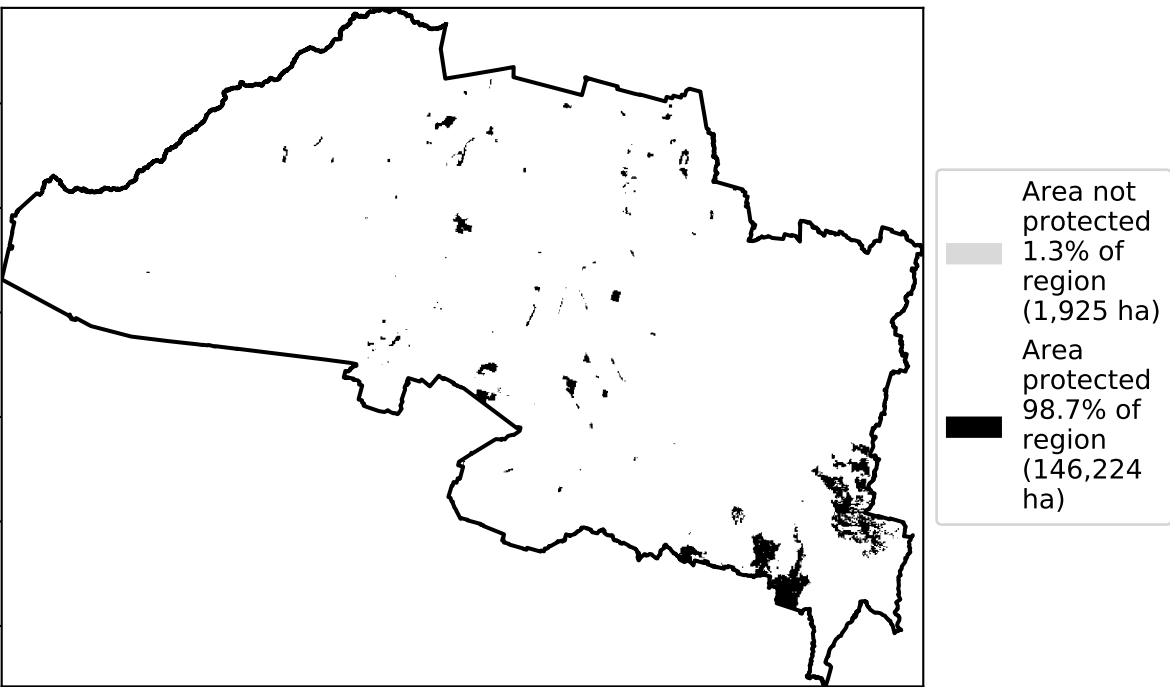 Area not
protected
1.3% of
region
(1,925 ha)
Area
protected
98.7% of
region
(146,224
ha)